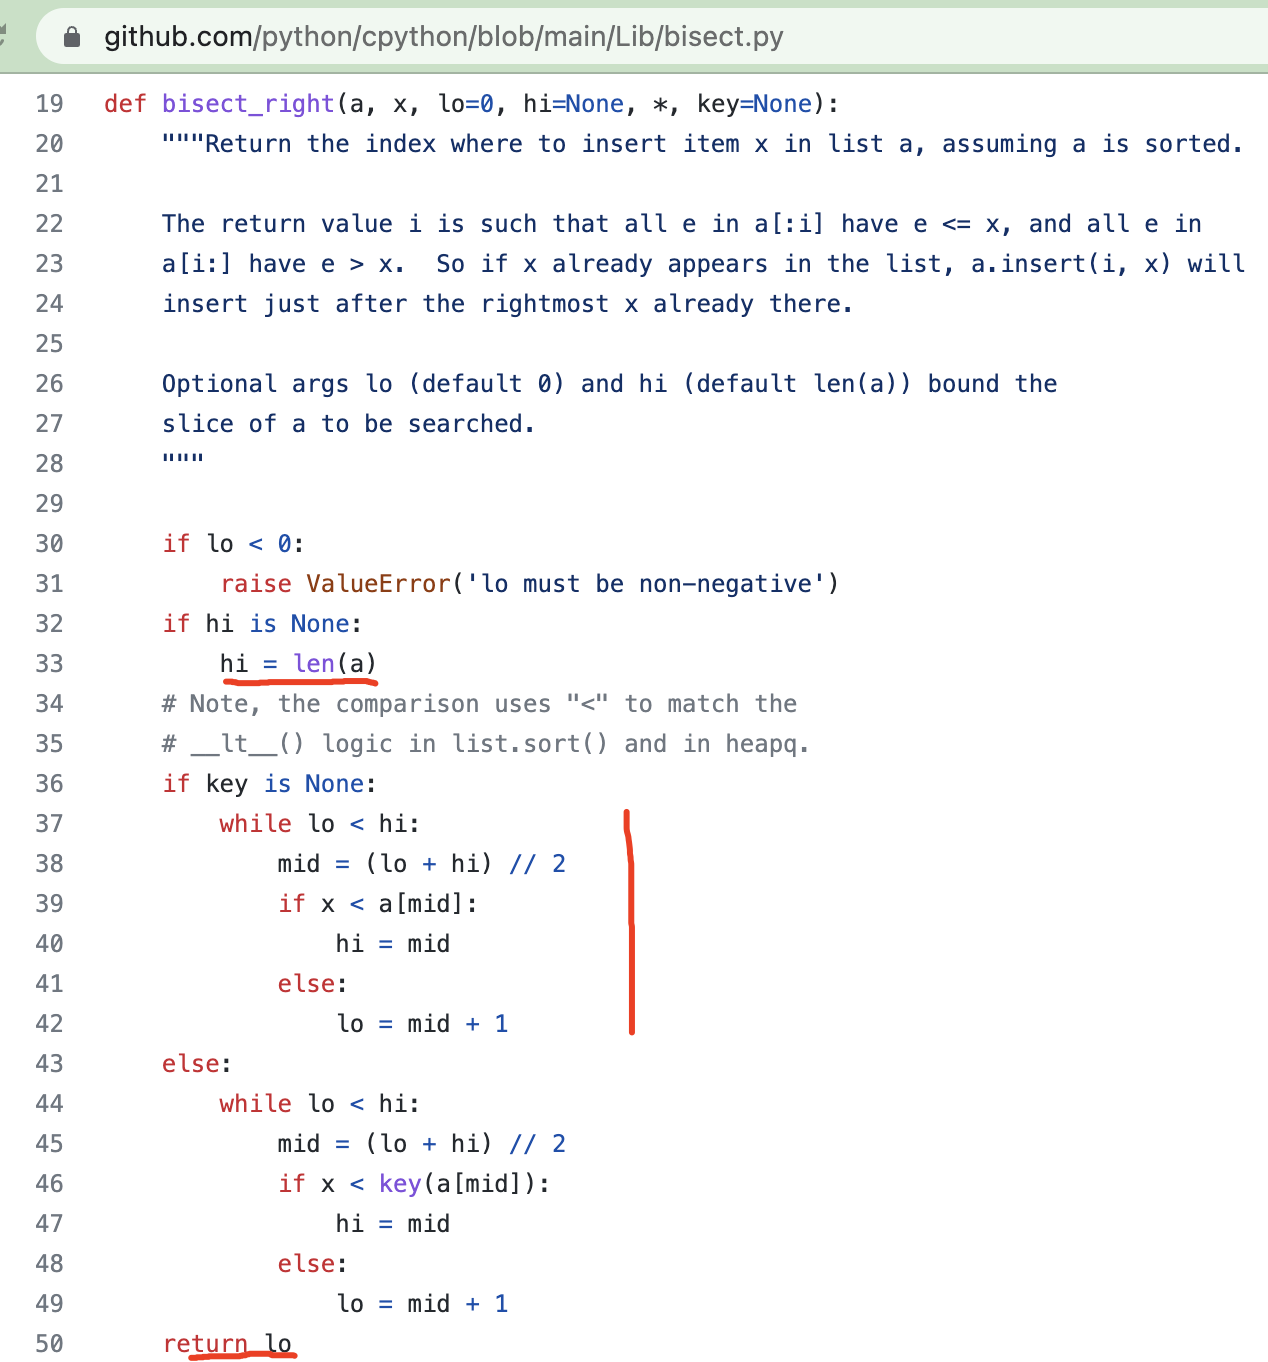 github.com/python/cpython/blob/main/Lib/bisect.py
19 def bisect_right(a, x, lo=0, hi=None, *, key=None):
20     """Return the index where to insert item x in list a, assuming a is sorted.
21
22     The return value i is such that all e in a[:i] have e <= x, and all e in
23     a[i:] have e > x.  So if x already appears in the list, a.insert(i, x) will
24     insert just after the rightmost x already there.
25
26     Optional args lo (default 0) and hi (default len(a)) bound the
27     slice of a to be searched.
28     """
29
30     if lo < 0:
31         raise ValueError('lo must be non-negative')
32     if hi is None:
33         hi = len(a)
34     # Note, the comparison uses "<" to match the
35     # __lt__() logic in list.sort() and in heapq.
36     if key is None:
37         while lo < hi:
38             mid = (lo + hi) // 2
39             if x < a[mid]:
40                 hi = mid
41             else:
42                 lo = mid + 1
43     else:
44         while lo < hi:
45             mid = (lo + hi) // 2
46             if x < key(a[mid]):
47                 hi = mid
48             else:
49                 lo = mid + 1
50     return lo